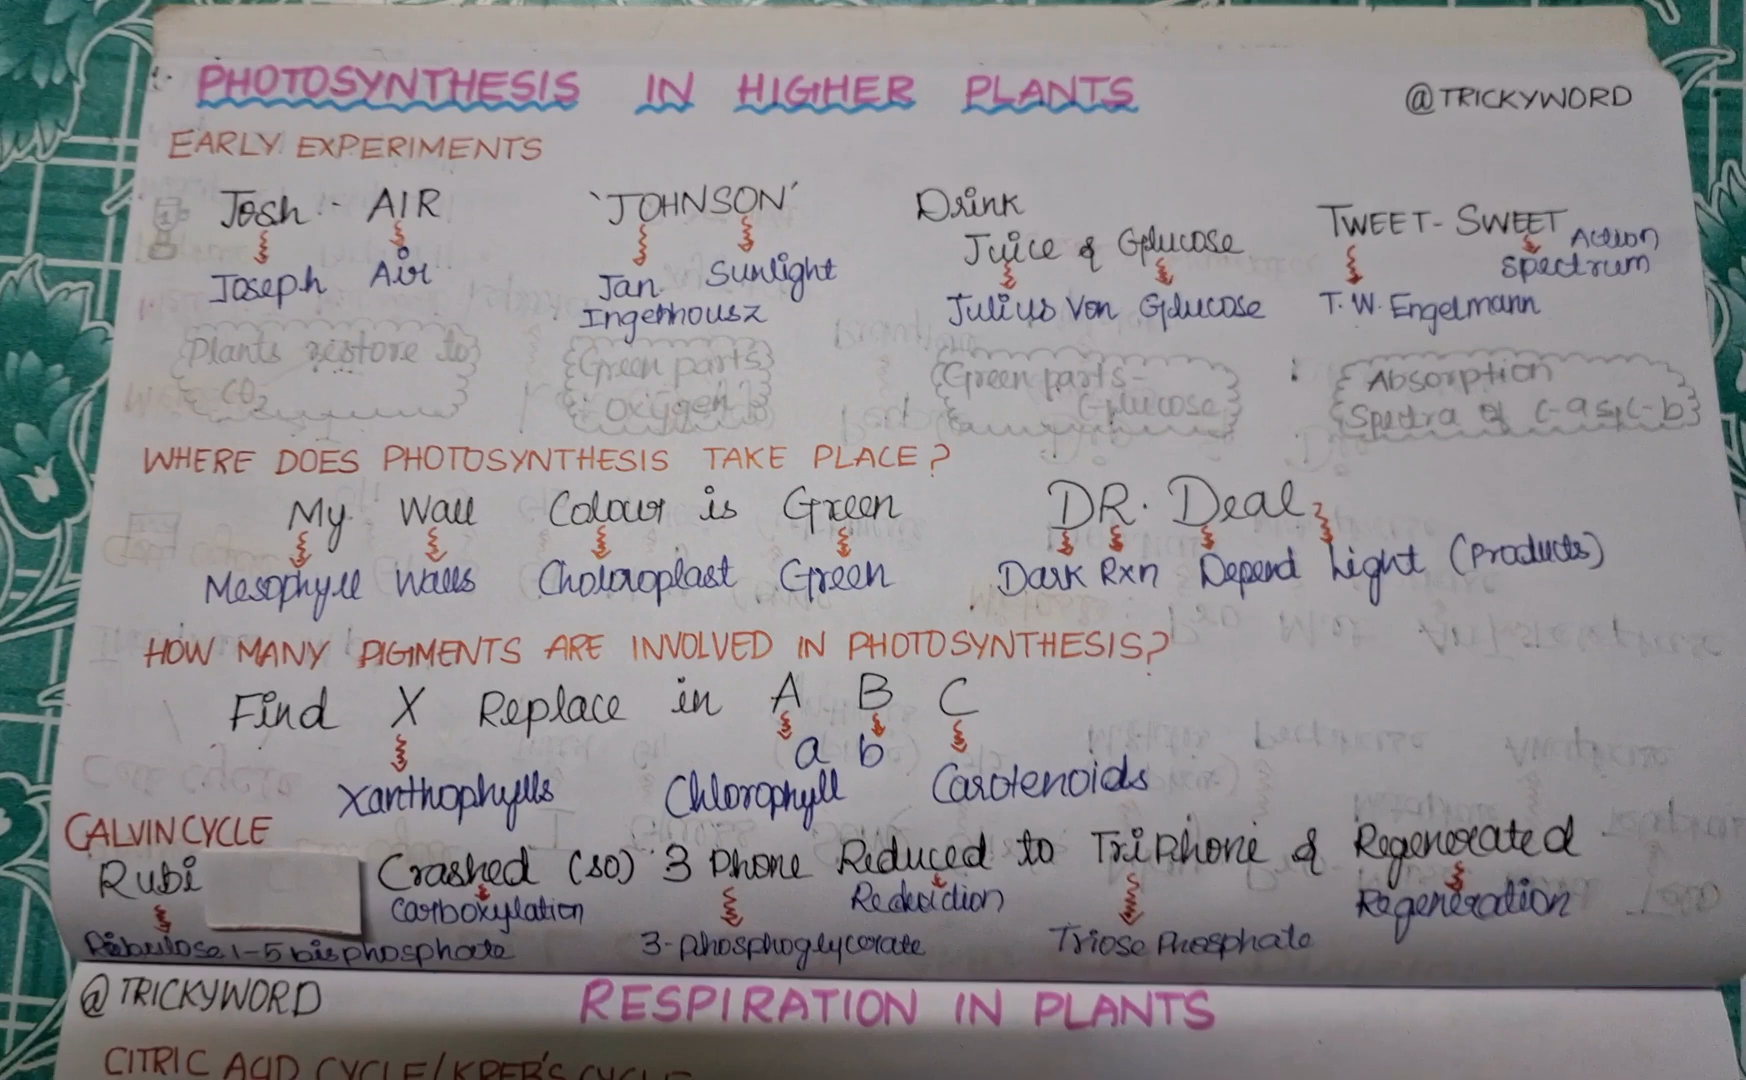 PHOTOSYNTHESIS IN HIGHER PLANTS
@TRICKYWORD
EARLY EXPERIMENTS
Josh - AIR
Joseph Air
Plants restore to
CO2
'JOHNSON'
Jan Sunlight
Ingenhousz
Green parts
oxygen
Drink
Juice & Glucose
Julius Von Glucose
Green parts-
Glucose
TWEET - SWEET
Action
Spectrum
T. W. Engelmann
Absorption
Spectra of C-a & C-b
WHERE DOES PHOTOSYNTHESIS TAKE PLACE?
My Wall Colour is Green
Mesophyll Walls Choloroplast Green
DR. Deal
Dark Rxn Depend Light (Products)
HOW MANY PIGMENTS ARE INVOLVED IN PHOTOSYNTHESIS?
Find X Replace in A B C
a b
Xanthophylls Chlorophyll Carotenoids
CALVIN CYCLE
Rubi Crashed (so) 3 Phone Reduced to Triphone & Regenerated
Carboxylation Regeneration
Ribulose 1-5 bisphosphate 3-phosphoglycerate Triose Phosphate
@TRICKYWORD
RESPIRATION IN PLANTS
CITRIC ACID CYCLE/KREB'S CYCLE